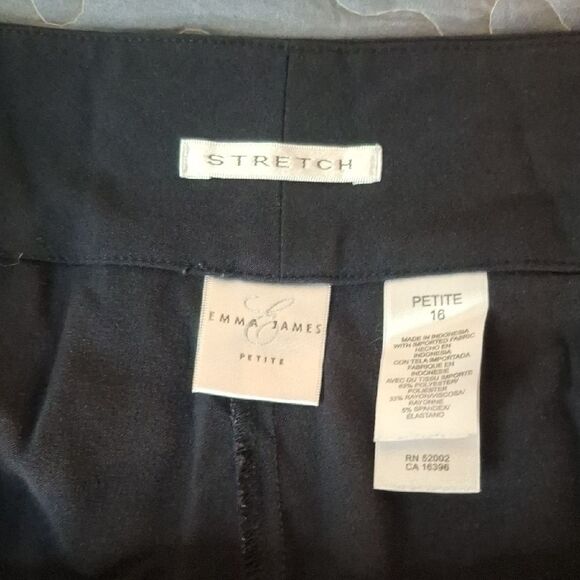 STRETCH
EMMA JAMES
PETITE
PETITE
16
MADE IN INDONESIA
WITH IMPORTED FABRIC
HECHO EN
INDONESIA
CON TELA IMPORTADA
FABRIQUE EN
INDONESIE
AVEC DU TISSU IMPORTE
62% POLYESTER/
POLIESTER
33% RAYON/VISCOSA/
RAYONNE
5% SPANDEX/
ELASTANO
RN 52002
CA 16396